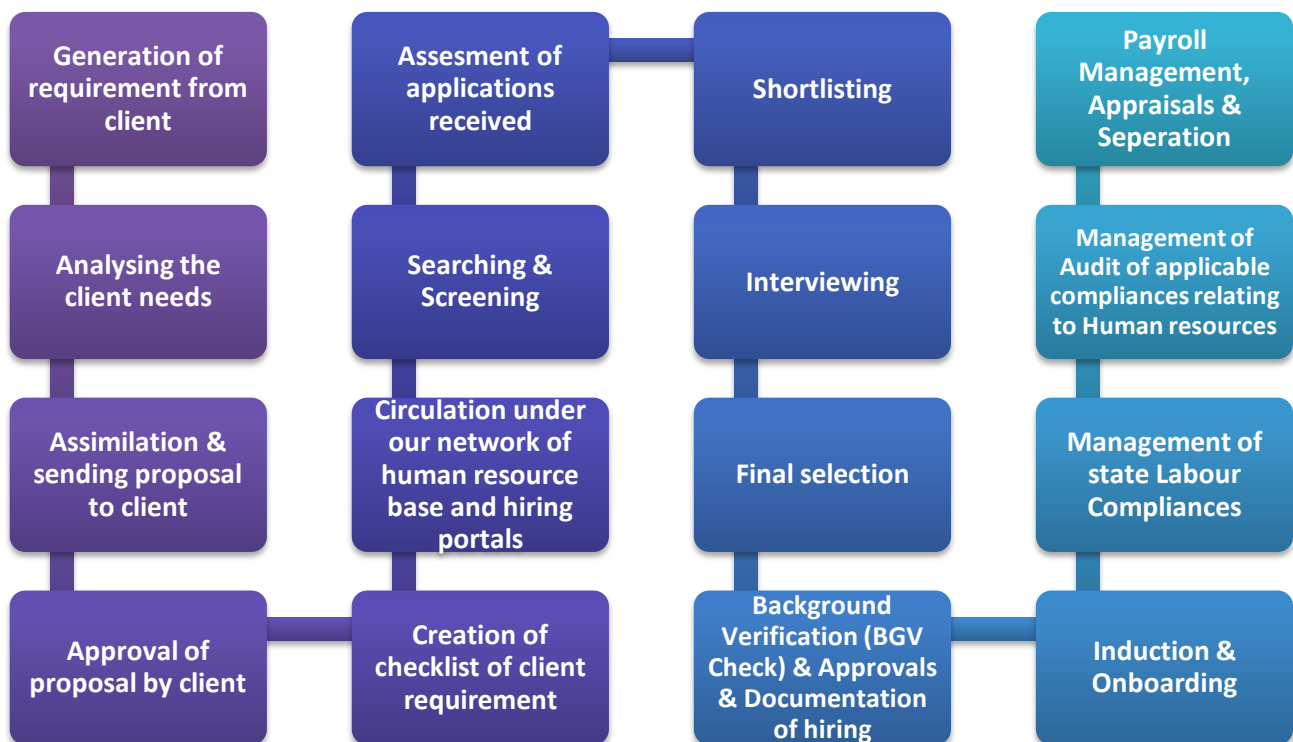 Generation of
requirement from
client
Analysing the
client needs
Assimilation &
sending proposal
to client
Approval of
proposal by client
Creation of
checklist of client
requirement
Circulation under
our network of
human resource
base and hiring
portals
Searching &
Screening
Assesment of
applications
received
Shortlisting
Interviewing
Final selection
Background
Verification (BGV
Check) & Approvals
& Documentation
of hiring
Induction &
Onboarding
Management of
state Labour
Compliances
Management of
Audit of applicable
compliances relating
to Human resources
Payroll
Management,
Appraisals &
Seperation